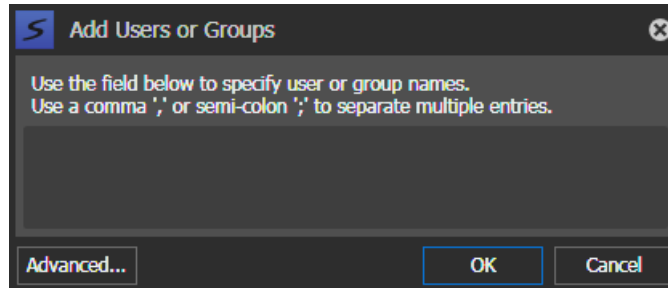 Add Users or Groups
Use the field below to specify user or group names.
Use a comma ',' or semi-colon ';' to separate multiple entries.
Advanced...
OK
Cancel